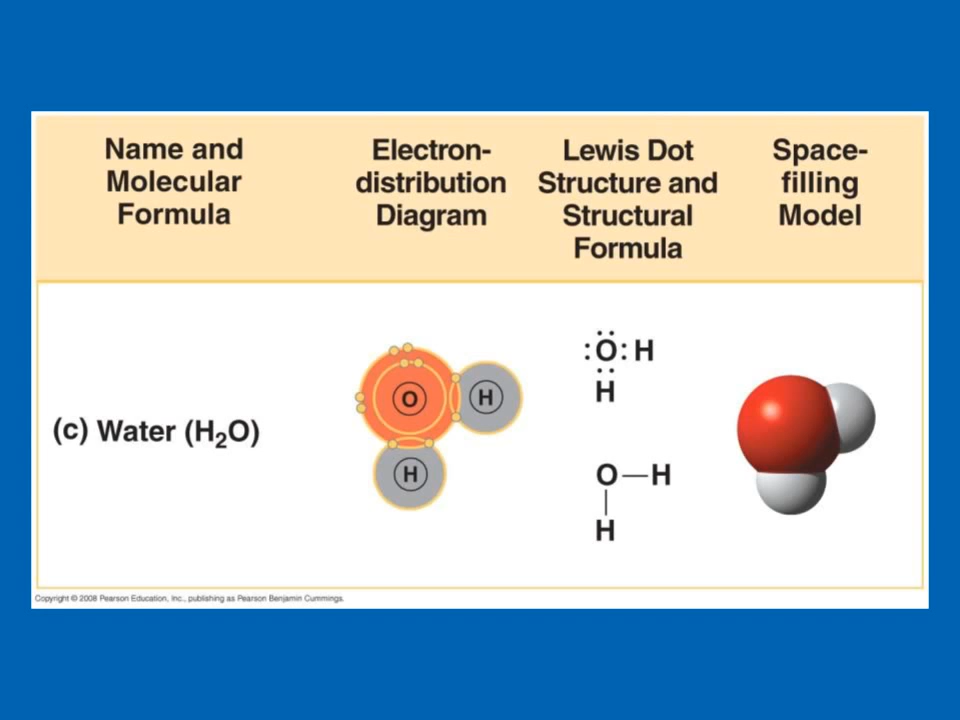 Name and
Molecular
Formula
Electron-
distribution
Diagram
Lewis Dot
Structure and
Structural
Formula
Space-
filling
Model
(c) Water (H₂O)
O
H
H
:Ö:H
··
H
O—H
|
H
Copyright © 2008 Pearson Education, Inc., publishing as Pearson Benjamin Cummings.